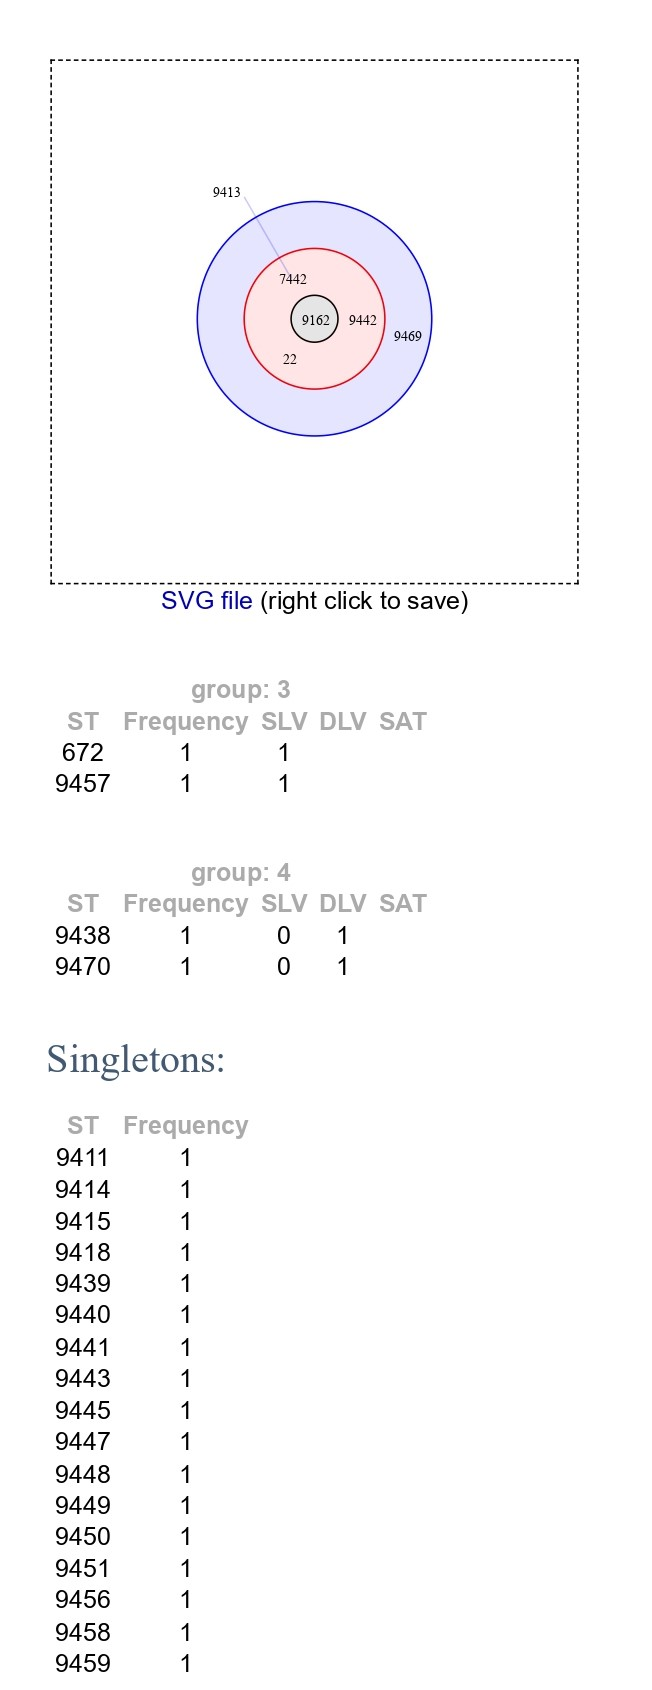 9413
7442
9162 9442
9469
22
SVG file (right click to save)
group: 3
ST Frequency SLV DLV SAT
672 1 1
9457 1 1
group: 4
ST Frequency SLV DLV SAT
9438 1 0 1
9470 1 0 1
Singletons:
ST Frequency
9411 1
9414 1
9415 1
9418 1
9439 1
9440 1
9441 1
9443 1
9445 1
9447 1
9448 1
9449 1
9450 1
9451 1
9456 1
9458 1
9459 1